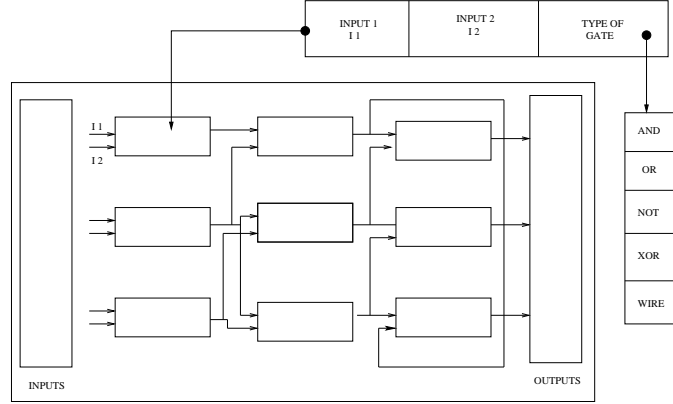 INPUT 1
I 1
INPUT 2
I 2
TYPE OF
GATE
I 1
I 2
AND
OR
NOT
XOR
WIRE
INPUTS
OUTPUTS